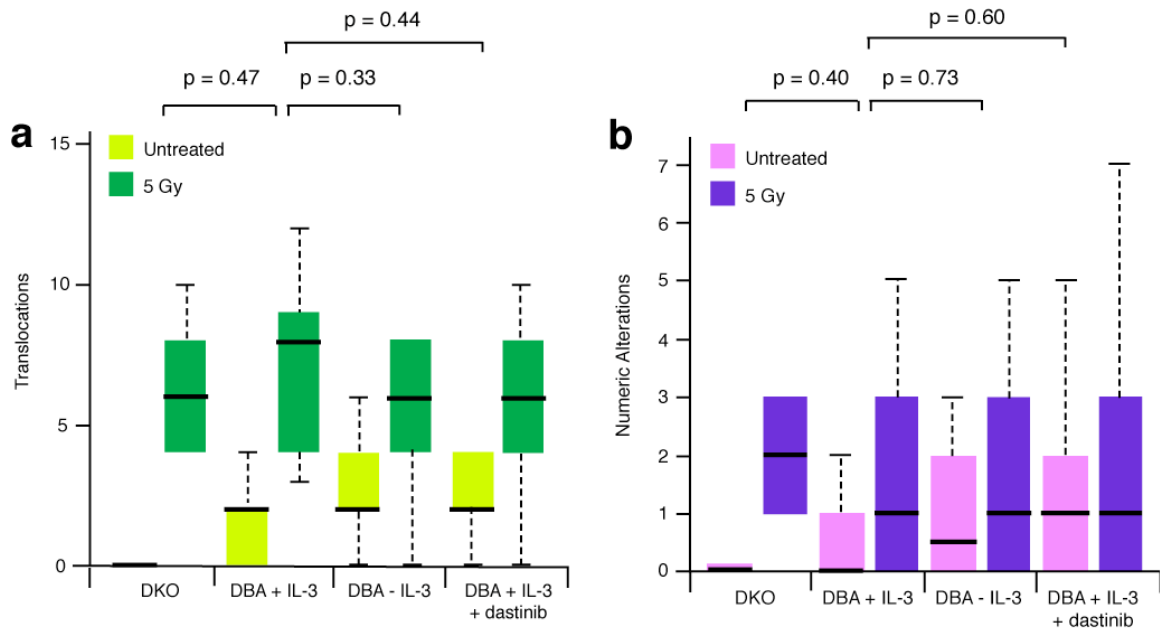 p = 0.44
p = 0.47
p = 0.33
a
15
10
5
0
Translocations
Untreated
5 Gy
DKO
DBA + IL-3
DBA - IL-3
DBA + IL-3
+ dastinib
p = 0.60
p = 0.40
p = 0.73
b
7
6
5
4
3
2
1
0
Numeric Alterations
Untreated
5 Gy
DKO
DBA + IL-3
DBA - IL-3
DBA + IL-3
+ dastinib